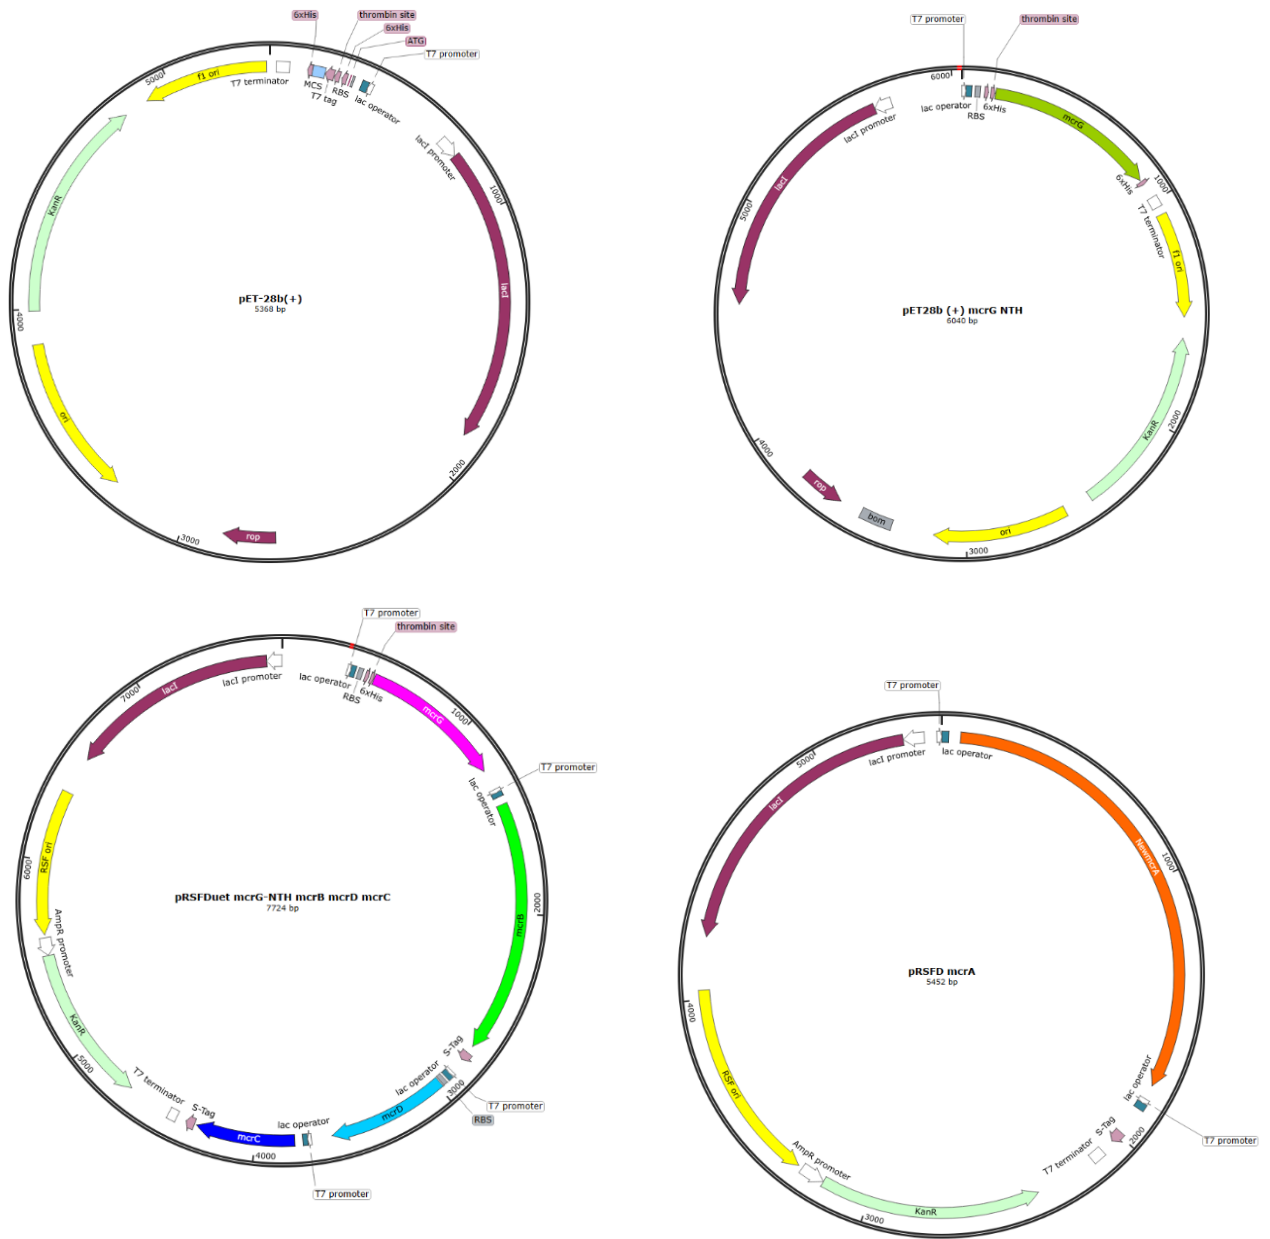 6xHis
thrombin site
6xHis
ATG
T7 promoter
f1 ori
5000
T7 terminator
MCS
T7 tag
RBS
lac operator
lacI promoter
KanR
1000
lacI
pET-28b(+)
5368 bp
4000
ori
2000
rop
3000
T7 promoter
thrombin site
6000
lacI promoter
lac operator
RBS
6xHis
mcrG
lacI
6xHis
1000
T7 terminator
5000
f1 ori
pET28b (+) mcrG NTH
6040 bp
KanR
2000
4000
rop
bom
ori
3000
T7 promoter
thrombin site
lacI promoter
lac operator
RBS
6xHis
7000
lacI
mcrG
1000
T7 promoter
lac operator
RSF ori
6000
pRSFDuet mcrG-NTH mcrB mcrD mcrC
7724 bp
2000
mcrB
AmpR promoter
KanR
5000
S-Tag
lac operator
3000
T7 promoter
RBS
mcrD
T7 terminator
S-Tag
lac operator
mcrC
4000
T7 promoter
T7 promoter
lacI promoter
lac operator
5000
lacI
NewmcrA
1000
pRSFD mcrA
5452 bp
4000
RSF ori
lac operator
T7 promoter
S-Tag
2000
T7 terminator
AmpR promoter
KanR
3000